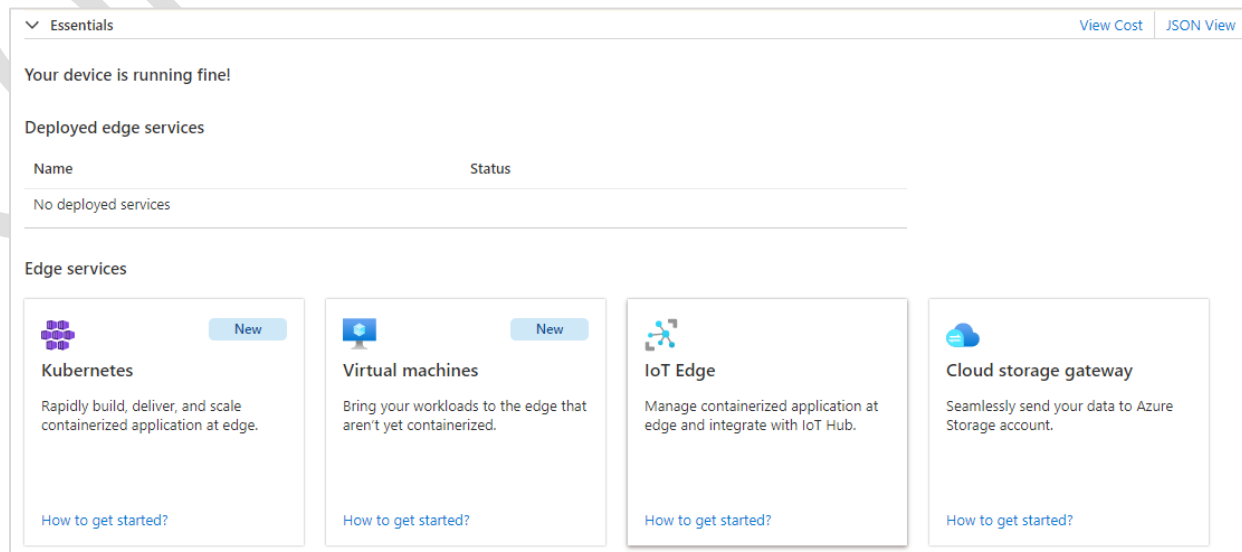 Essentials
View Cost
JSON View
Your device is running fine!
Deployed edge services
Name
Status
No deployed services
Edge services
New
Kubernetes
Rapidly build, deliver, and scale
containerized application at edge.
How to get started?
New
Virtual machines
Bring your workloads to the edge that
aren't yet containerized.
How to get started?
IoT Edge
Manage containerized application at
edge and integrate with IoT Hub.
How to get started?
Cloud storage gateway
Seamlessly send your data to Azure
Storage account.
How to get started?